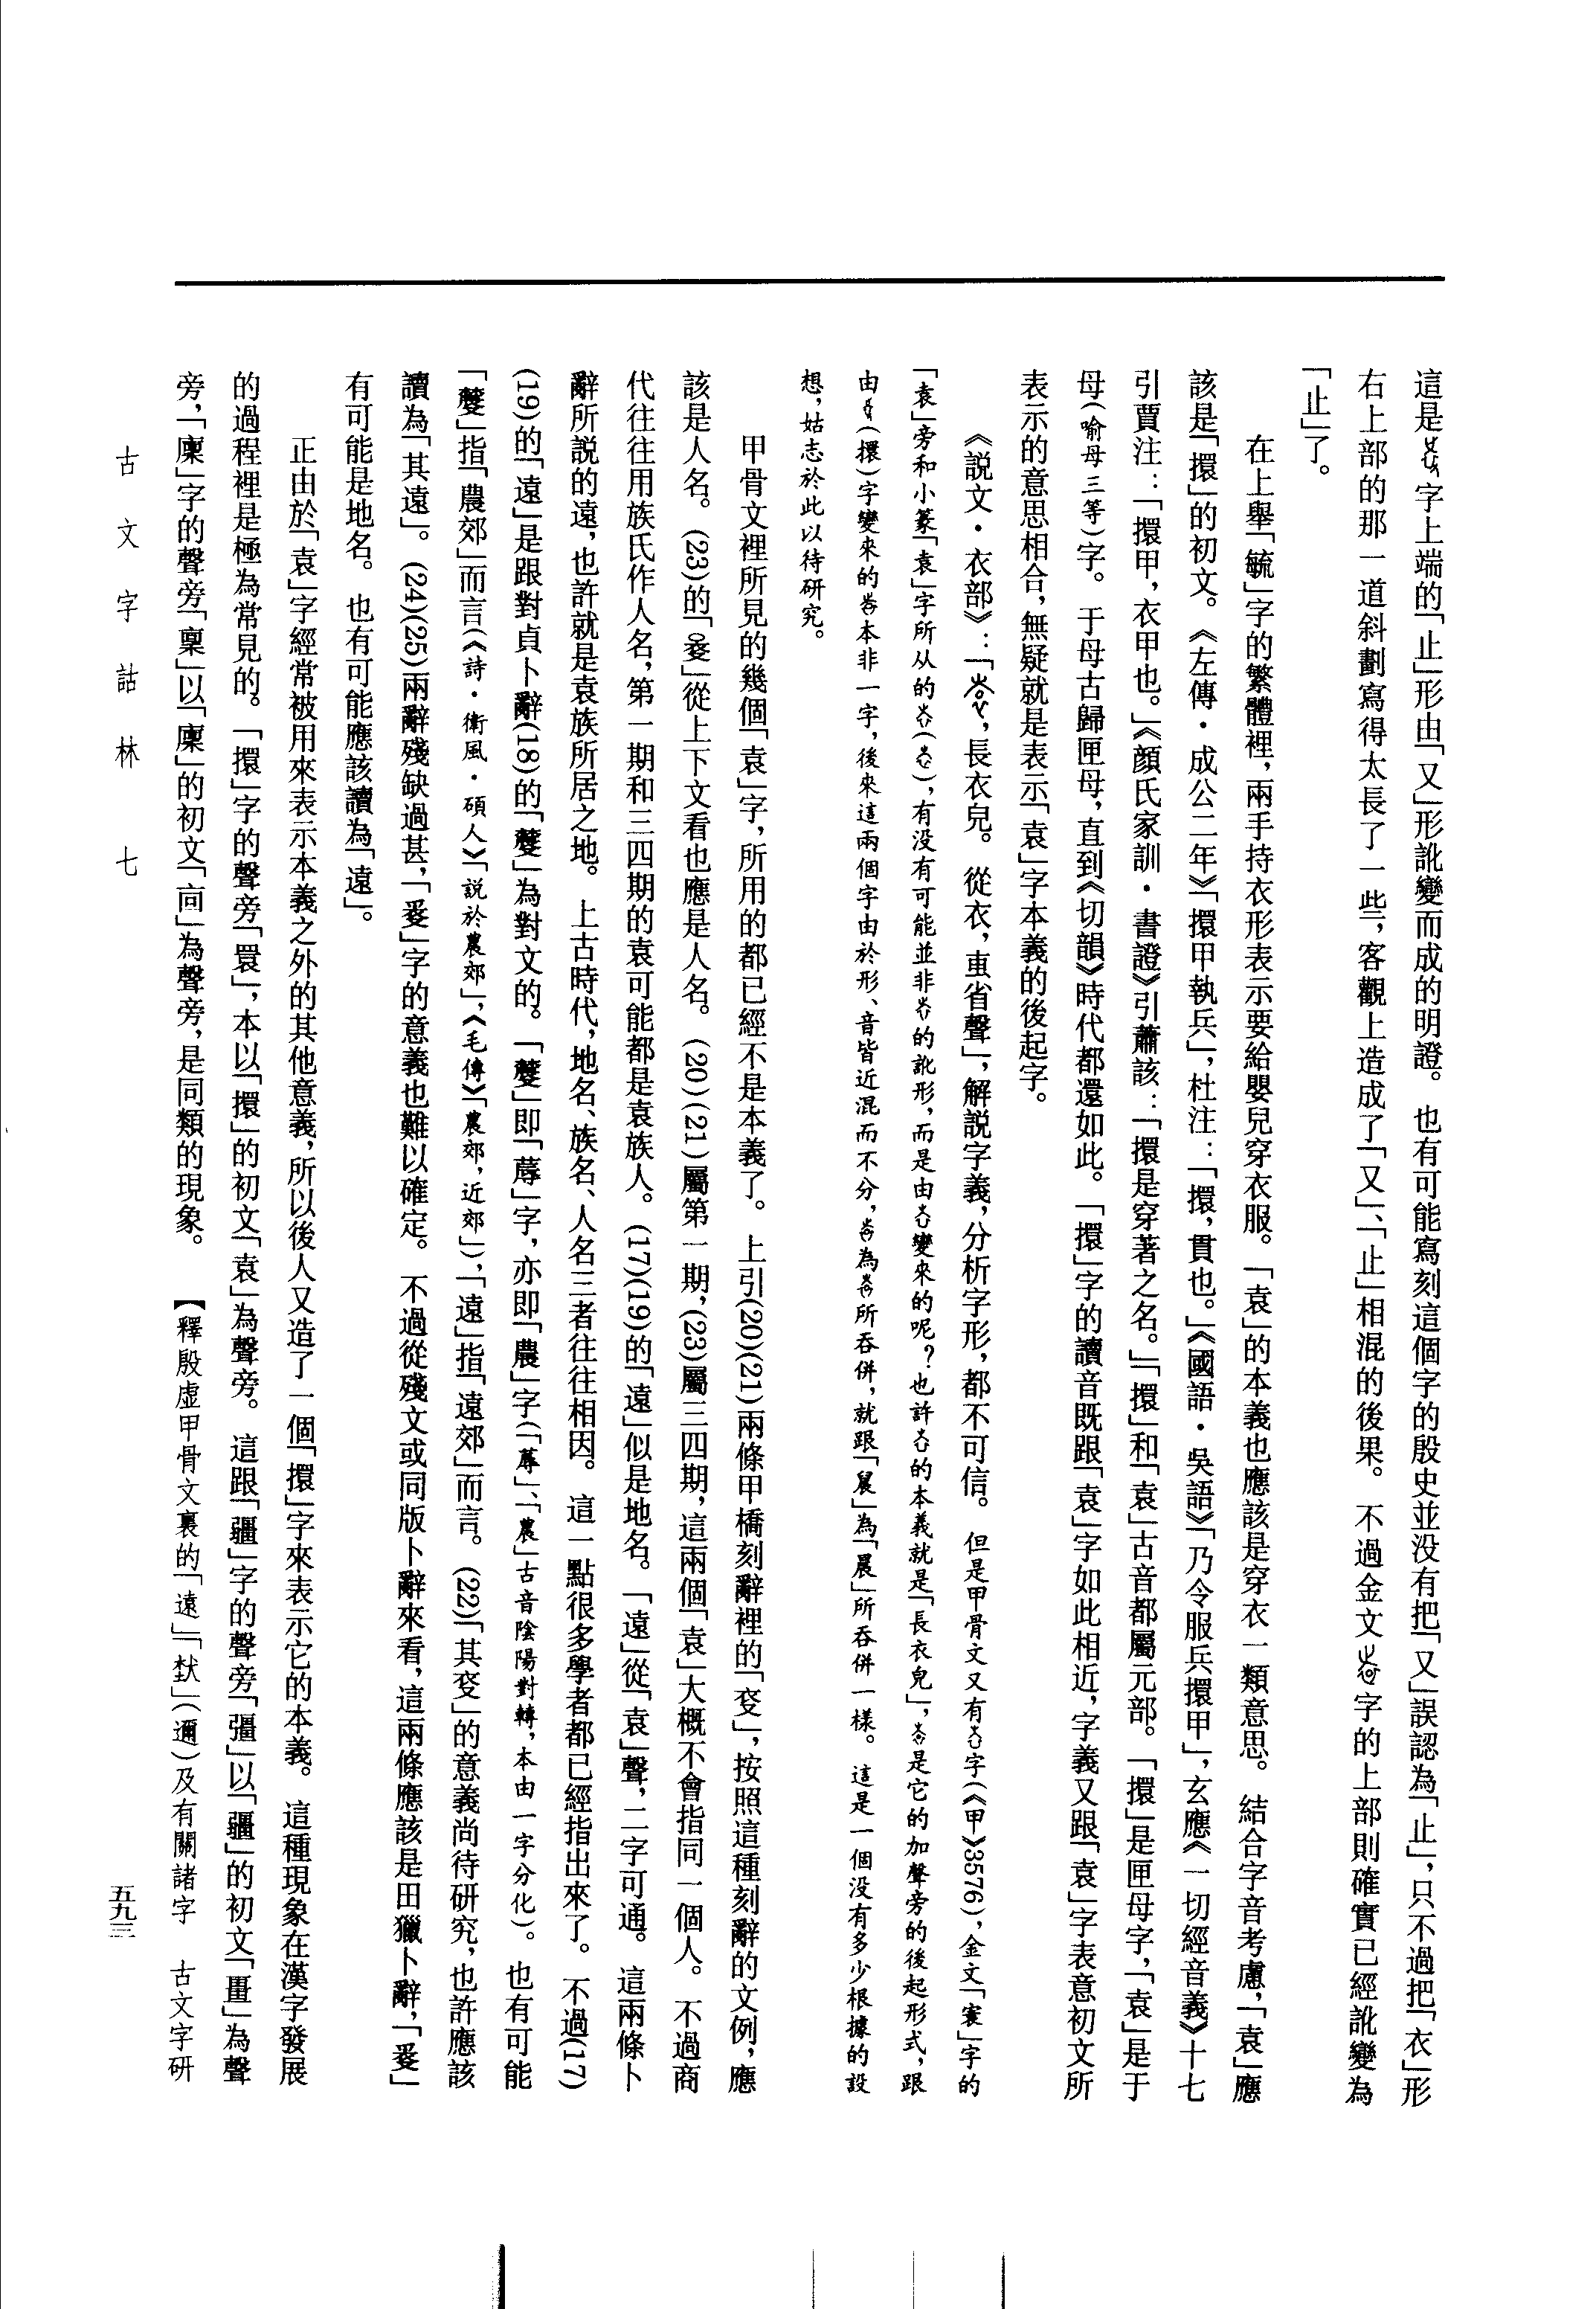 這是字上端的「止」形由「又」形訛變而成的明證。也有可能寫刻這個字的殷史並没有把「又」誤認為「止」，只不過把「衣」形
右上部的那一道斜劃寫得太長了一些，客觀上造成了「又」、「止」相混的後果。不過金文字的上部則確實已經訛變為
「止」了。
在上舉「毓」字的繁體裡，兩手持衣形表示要給嬰兒穿衣服。「袁」的本義也應該是穿衣一類意思。結合字音考慮，「袁」應
該是「擐」的初文。《左傳·成公二年》「擐甲執兵」，杜注：「擐，貫也。」《國語·吳語》「乃令服兵擐甲」，玄應《一切經音義》十七
引賈注：「擐甲，衣甲也。」《顔氏家訓·書證》引蕭該：「擐是穿著之名。」「擐」和「袁」古音都屬元部。「擐」是匣母字，「袁」是于
母（喻母三等）字。于母古歸匣母，直到《切韻》時代都還如此。「擐」字的讀音既跟「袁」字如此相近，字義又跟「袁」字表意初文所
表示的意思相合，無疑就是表示「袁」字本義的後起字。
《說文·衣部》：「，長衣皃。從衣，叀省聲」，解説字義，分析字形，都不可信。但是甲骨文又有字（《甲》3576），金文「寰」字的
「袁」旁和小篆「袁」字所从的（），有没有可能並非的訛形，而是由變來的呢？也許的本義就是「長衣皃」，是它的加聲旁的後起形式，跟
由（擐）字變來的本非一字，後來這兩個字由於形、音皆近混而不分，為所吞併，就跟「」為「晨」所吞併一樣。這是一個没有多少根據的設
想，姑志於此以待研究。
甲骨文裡所見的幾個「袁」字，所用的都已經不是本義了。上引(20)(21)兩條甲橋刻辭裡的「」，按照這種刻辭的文例，應
該是人名。(23)的「」從上下文看也應是人名。(20)(21)屬第一期，(23)屬三四期，這兩個「袁」大概不會指同一個人。不過商
代往往用族氏作人名，第一期和三四期的袁可能都是袁族人。(17)(19)的「遠」似是地名。「遠」從「袁」聲，二字可通。這兩條卜
辭所説的遠，也許就是袁族所居之地。上古時代，地名、族名、人名三者往往相因。這一點很多學者都已經指出來了。不過(17)
(19)的「遠」是跟對貞卜辭(18)的「」為對文的。「」即「蓐」字，亦即「農」字（「蓐」、「農」古音陰陽對轉，本由一字分化）。也有可能
「」指「農郊」而言（《詩·衛風·碩人》「説於農郊」，《毛傳》「農郊，近郊」），「遠」指「遠郊」而言。(22)「其」的意義尚待研究，也許應該
讀為「其遠」。(24)(25)兩辭殘缺過甚，「」字的意義也難以確定。不過從殘文或同版卜辭來看，這兩條應該是田獵卜辭，「」
有可能是地名。也有可能應該讀為「遠」。
正由於「袁」字經常被用來表示本義之外的其他意義，所以後人又造了一個「擐」字來表示它的本義。這種現象在漢字發展
的過程裡是極為常見的。「擐」字的聲旁「睘」，本以「擐」的初文「袁」為聲旁。這跟「疆」字的聲旁「彊」以「疆」的初文「畺」為聲
旁，「廩」字的聲旁「稟」以「廩」的初文「㐭」為聲旁，是同類的現象。【釋殷虛甲骨文裏的「遠」「𤞷」（邇）及有關諸字　古文字研
古文字詁林　七
五九三